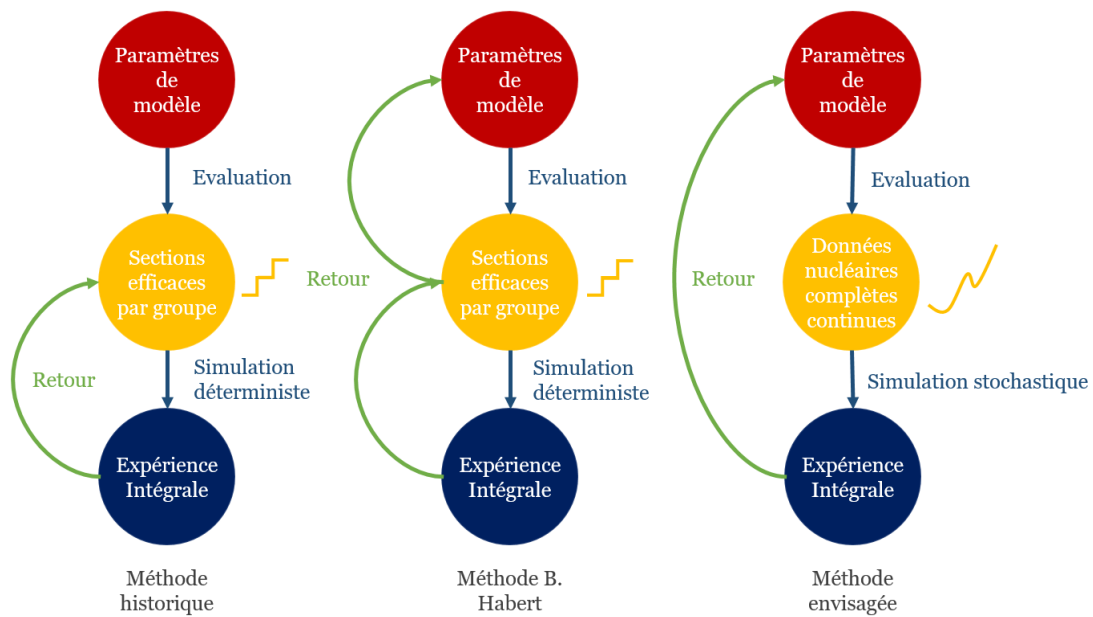 Paramètres
de
modèle
Evaluation
Sections
efficaces
par groupe
Retour
Simulation
déterministe
Expérience
Intégrale
Méthode
historique
Paramètres
de
modèle
Evaluation
Retour
Sections
efficaces
par groupe
Simulation
déterministe
Expérience
Intégrale
Méthode B.
Habert
Paramètres
de
modèle
Evaluation
Retour
Données
nucléaires
complètes
continues
Simulation stochastique
Expérience
Intégrale
Méthode
envisagée